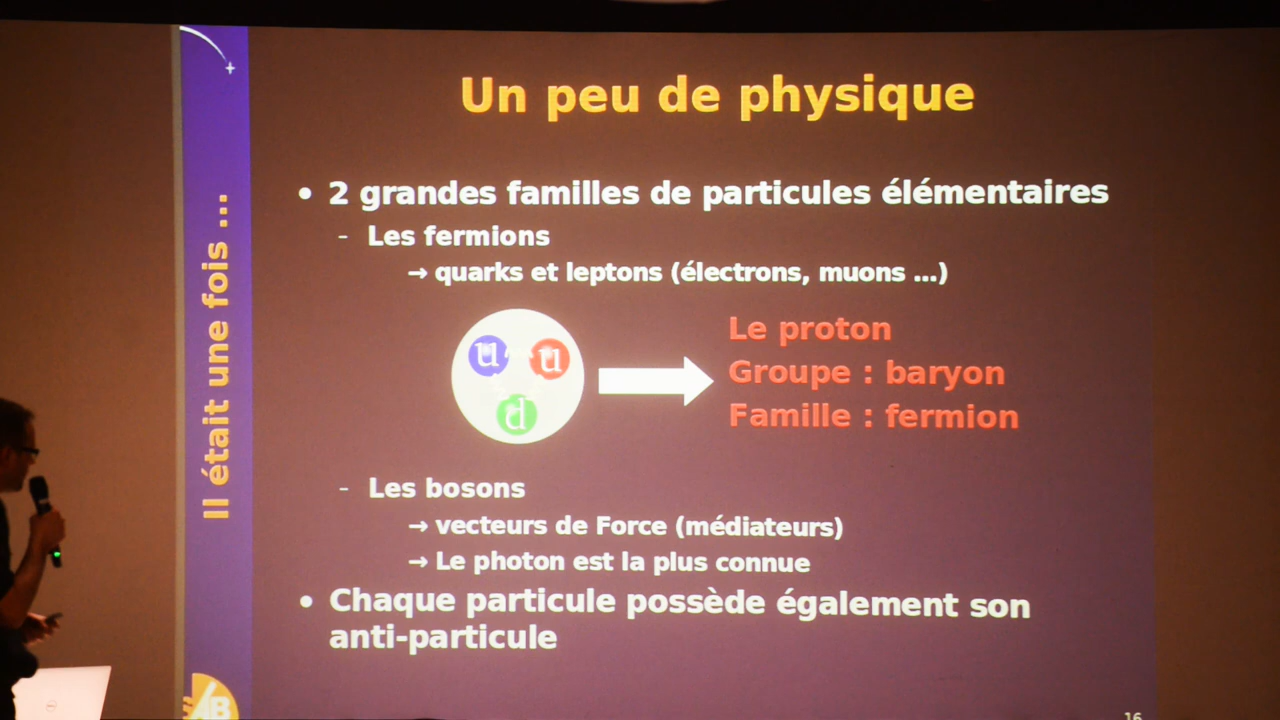 Un peu de physique
Il était une fois ...
• 2 grandes familles de particules élémentaires
- Les fermions
→ quarks et leptons (électrons, muons ...)
u u
d
Le proton
Groupe : baryon
Famille : fermion
- Les bosons
→ vecteurs de Force (médiateurs)
→ Le photon est la plus connue
• Chaque particule possède également son
anti-particule
AB
16